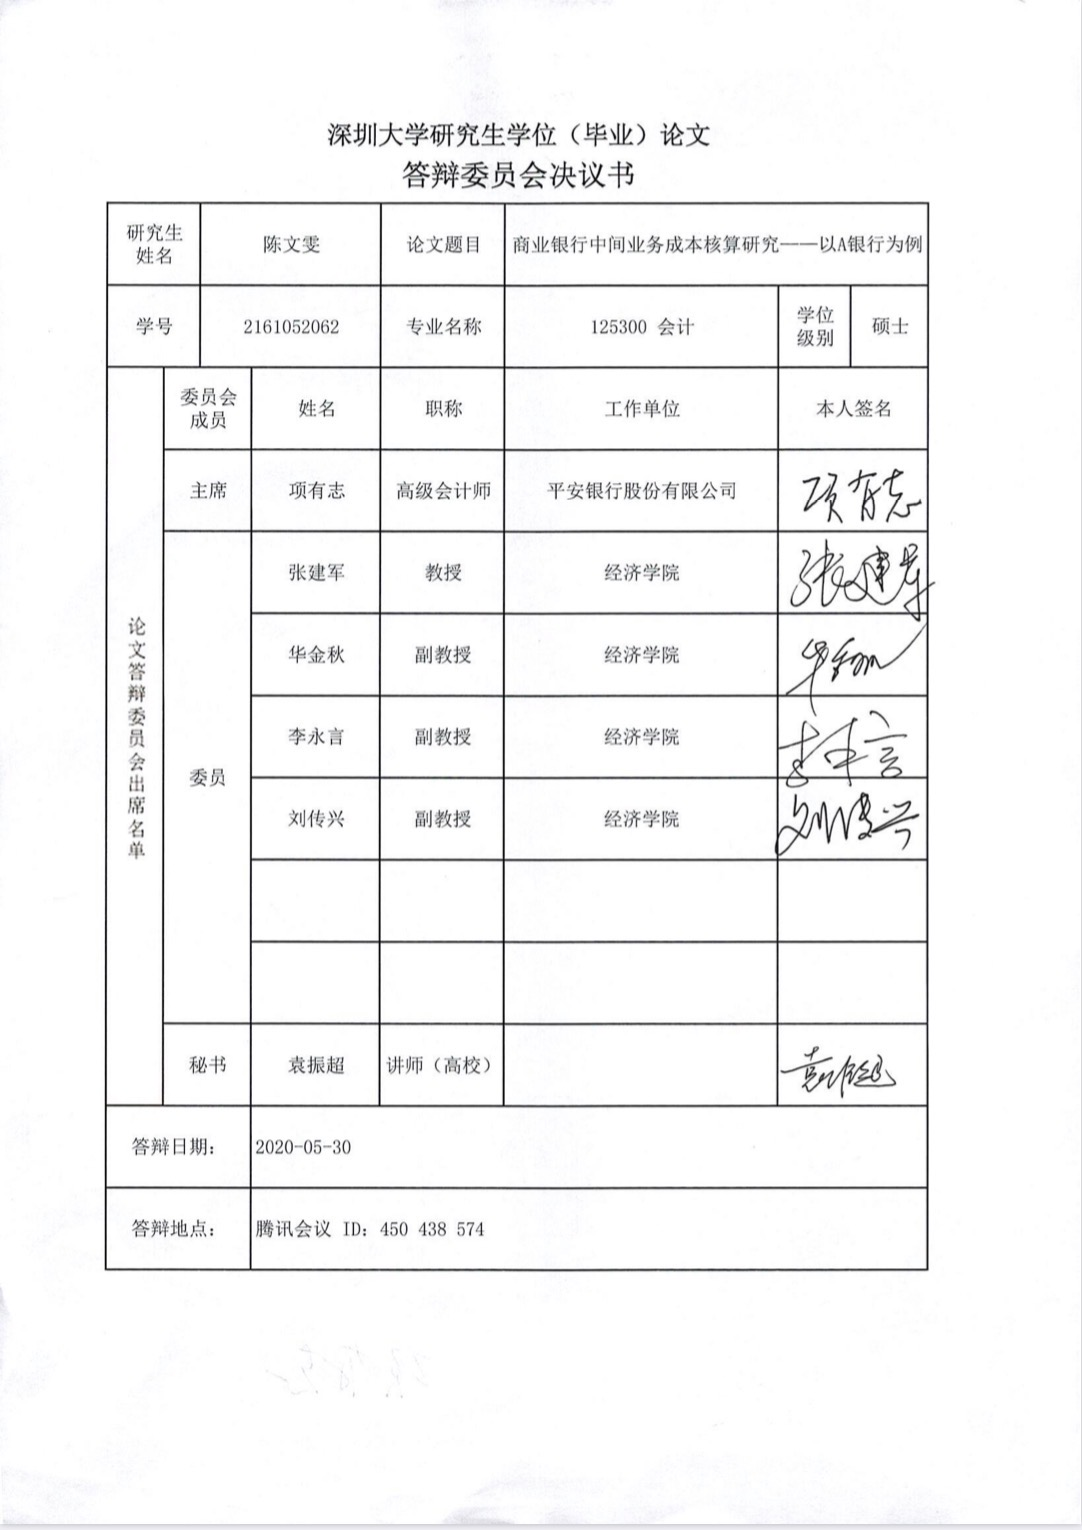 深圳大学研究生学位（毕业）论文
答辩委员会决议书
研究生姓名 陈文雯 论文题目 商业银行中间业务成本核算研究——以A银行为例
学号 2161052062 专业名称 125300 会计 学位级别 硕士
论文答辩委员会出席名单
委员会成员 姓名 职称 工作单位 本人签名
主席 项有志 高级会计师 平安银行股份有限公司 项有志
委员
张建军 教授 经济学院 张建军
华金秋 副教授 经济学院 华金秋
李永言 副教授 经济学院 李永言
刘传兴 副教授 经济学院 刘传兴
秘书 袁振超 讲师（高校） 袁振超
答辩日期： 2020-05-30
答辩地点： 腾讯会议 ID：450 438 574